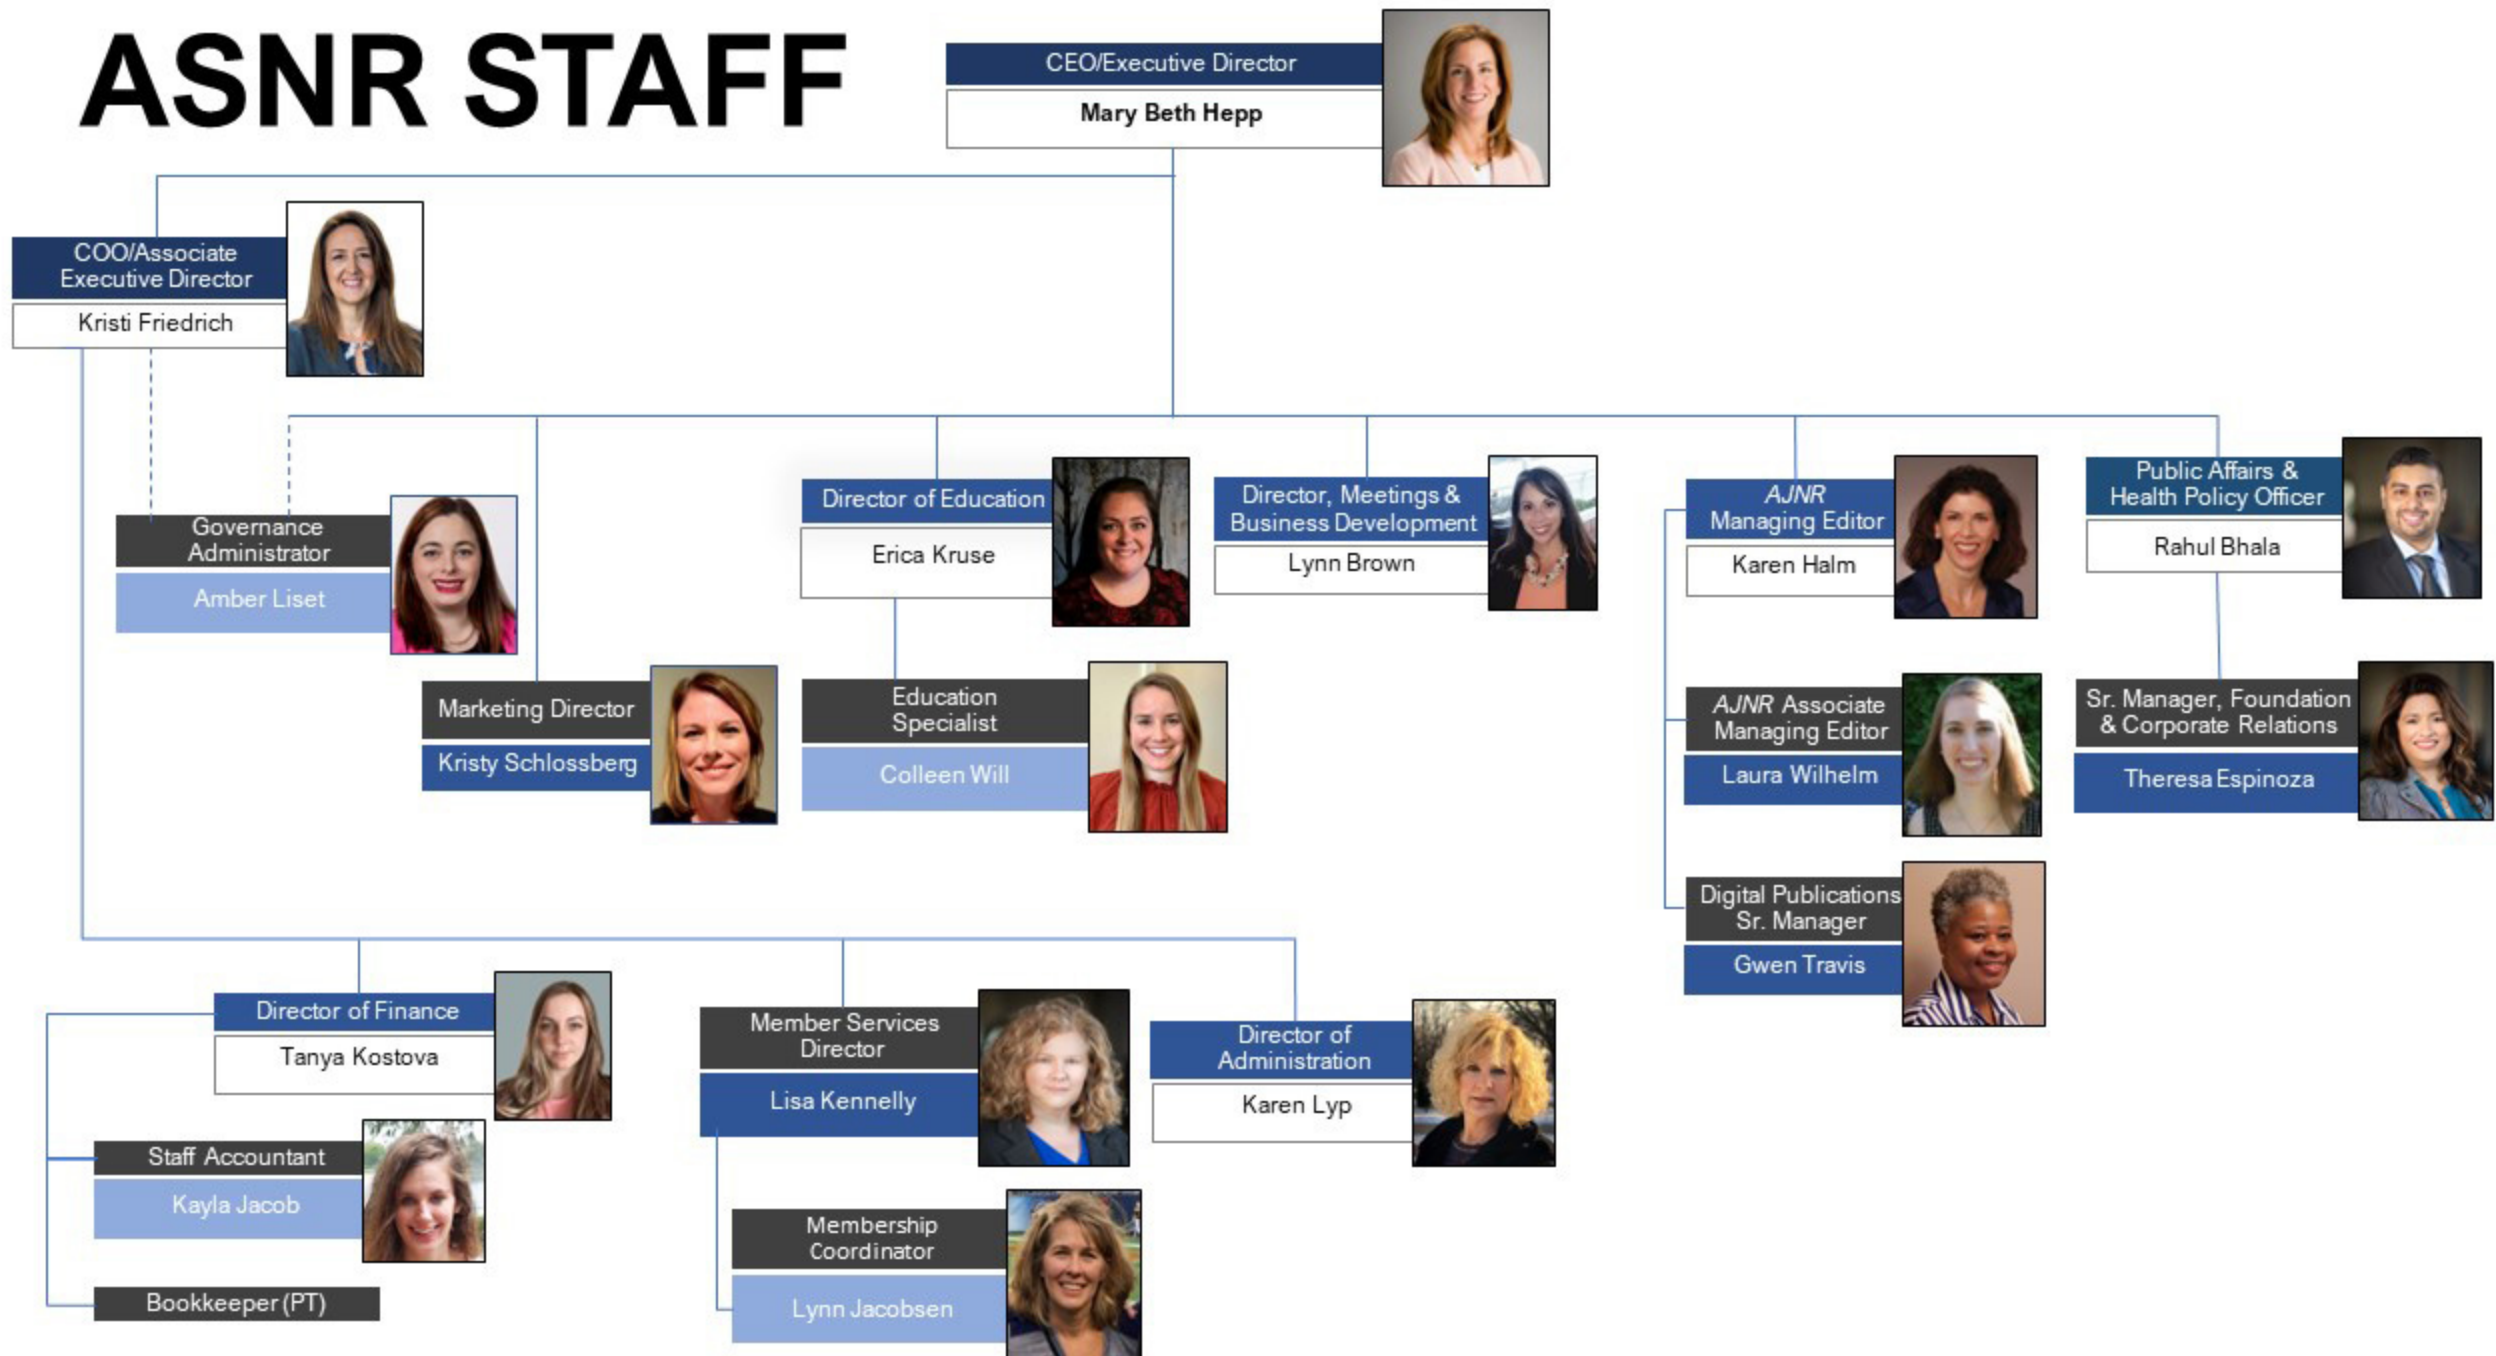 ASNR STAFF
CEO/Executive Director
Mary Beth Hepp
COO/Associate
Executive Director
Kristi Friedrich
Governance
Administrator
Amber Liset
Marketing Director
Kristy Schlossberg
Director of Education
Erica Kruse
Education
Specialist
Colleen Will
Director, Meetings &
Business Development
Lynn Brown
AJNR
Managing Editor
Karen Halm
AJNR Associate
Managing Editor
Laura Wilhelm
Digital Publications
Sr. Manager
Gwen Travis
Public Affairs &
Health Policy Officer
Rahul Bhala
Sr. Manager, Foundation
& Corporate Relations
Theresa Espinoza
Director of Finance
Tanya Kostova
Staff Accountant
Kayla Jacob
Bookkeeper (PT)
Member Services
Director
Lisa Kennelly
Membership
Coordinator
Lynn Jacobsen
Director of
Administration
Karen Lyp